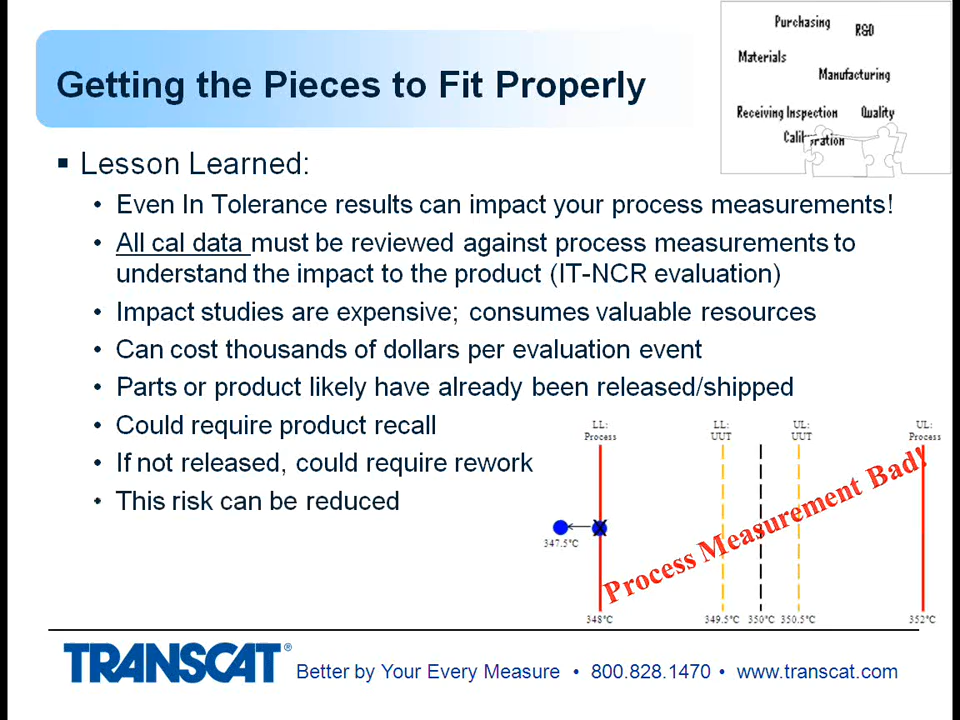 Purchasing
R&D
Materials
Manufacturing
Receiving Inspection Quality
Calibration
Getting the Pieces to Fit Properly
▪ Lesson Learned:
• Even In Tolerance results can impact your process measurements!
• All cal data must be reviewed against process measurements to
understand the impact to the product (IT-NCR evaluation)
• Impact studies are expensive; consumes valuable resources
• Can cost thousands of dollars per evaluation event
• Parts or product likely have already been released/shipped
• Could require product recall
• If not released, could require rework
• This risk can be reduced
LL: LL: UL: UL:
Process UUT UUT Process
Process Measurement Bad!
347.5°C
348°C 349.5°C 350°C 350.5°C 352°C
TRANSCAT® Better by Your Every Measure • 800.828.1470 • www.transcat.com